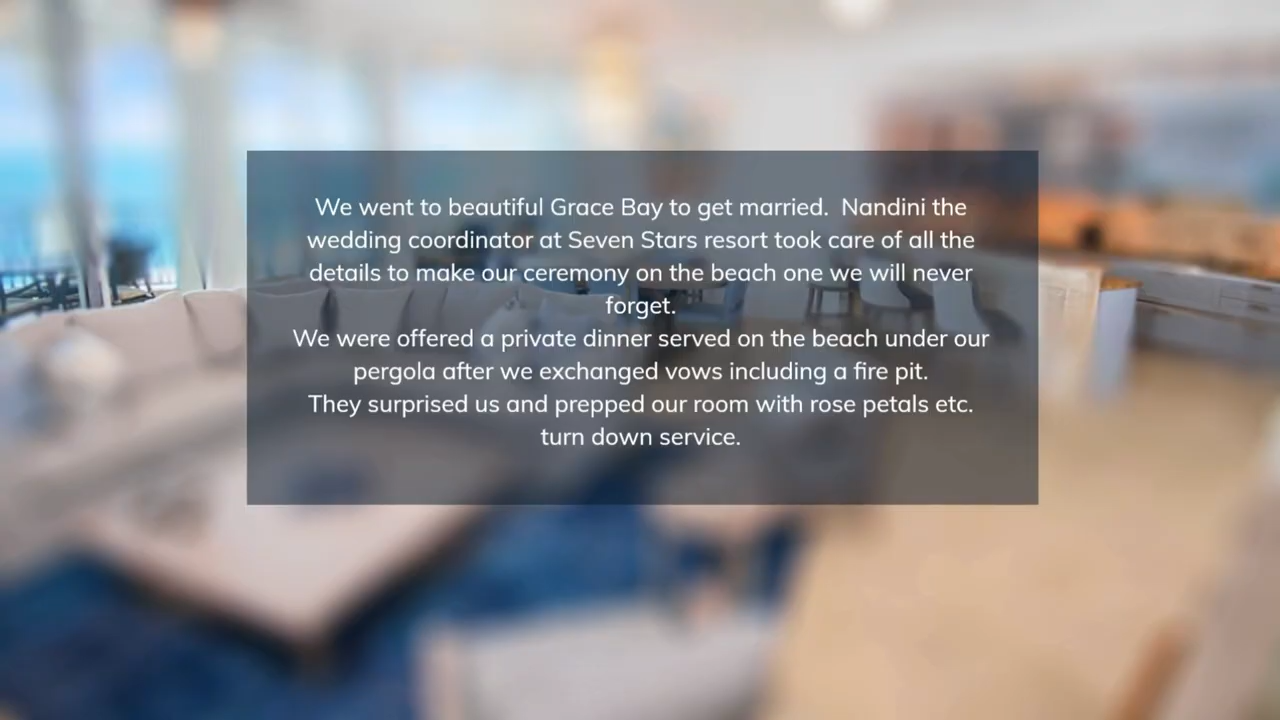 We went to beautiful Grace Bay to get married.  Nandini the
wedding coordinator at Seven Stars resort took care of all the
details to make our ceremony on the beach one we will never
forget.
We were offered a private dinner served on the beach under our
pergola after we exchanged vows including a fire pit.
They surprised us and prepped our room with rose petals etc.
turn down service.